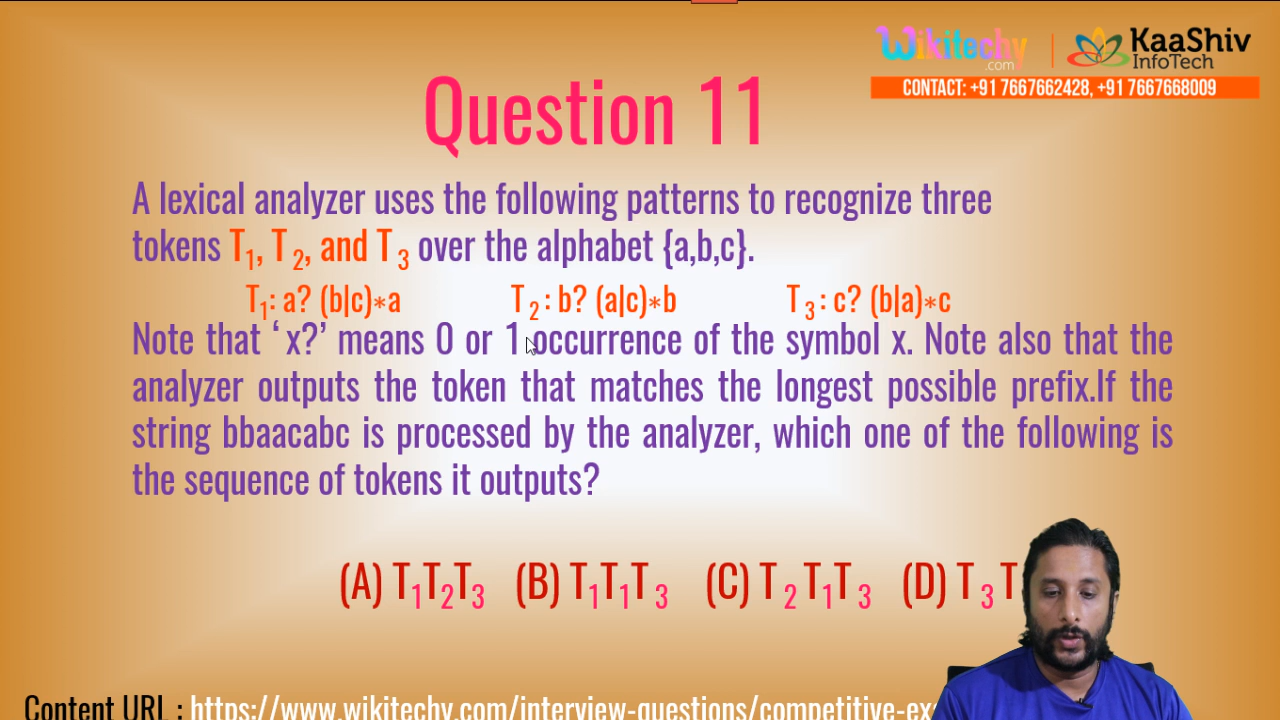 Wikitechy
.com
KaaShiv
InfoTech
CONTACT: +91 7667662428, +91 7667668009
Question 11
A lexical analyzer uses the following patterns to recognize three
tokens T1, T2, and T3 over the alphabet {a,b,c}.
T1: a? (b|c)*a T2 : b? (a|c)*b T3 : c? (b|a)*c
Note that ‘x?’ means 0 or 1 occurrence of the symbol x. Note also that the
analyzer outputs the token that matches the longest possible prefix.If the
string bbaacabc is processed by the analyzer, which one of the following is
the sequence of tokens it outputs?
(A) T1T2T3 (B) T1T1T3 (C) T2T1T3 (D) T3T
Content URL : https://www.wikitechy.com/interview-questions/competitive-ex